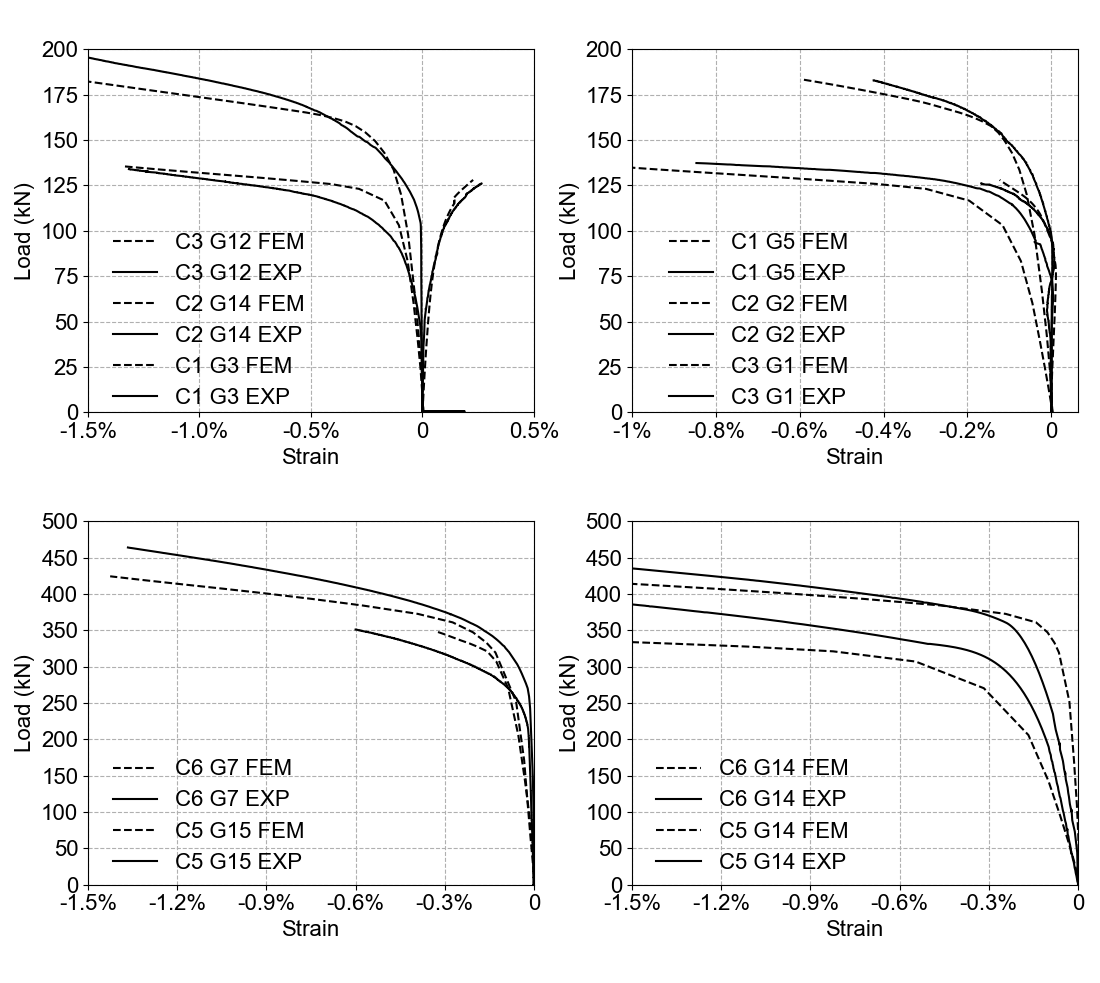 200
175
150
125
100
75
50
25
0
Load (kN)
C3 G12 FEM
C3 G12 EXP
C2 G14 FEM
C2 G14 EXP
C1 G3 FEM
C1 G3 EXP
-1.5%
-1.0%
-0.5%
0
0.5%
Strain
200
175
150
125
100
75
50
25
0
Load (kN)
C1 G5 FEM
C1 G5 EXP
C2 G2 FEM
C2 G2 EXP
C3 G1 FEM
C3 G1 EXP
-1%
-0.8%
-0.6%
-0.4%
-0.2%
0
Strain
500
450
400
350
300
250
200
150
100
50
0
Load (kN)
C6 G7 FEM
C6 G7 EXP
C5 G15 FEM
C5 G15 EXP
-1.5%
-1.2%
-0.9%
-0.6%
-0.3%
0
Strain
500
450
400
350
300
250
200
150
100
50
0
Load (kN)
C6 G14 FEM
C6 G14 EXP
C5 G14 FEM
C5 G14 EXP
-1.5%
-1.2%
-0.9%
-0.6%
-0.3%
0
Strain